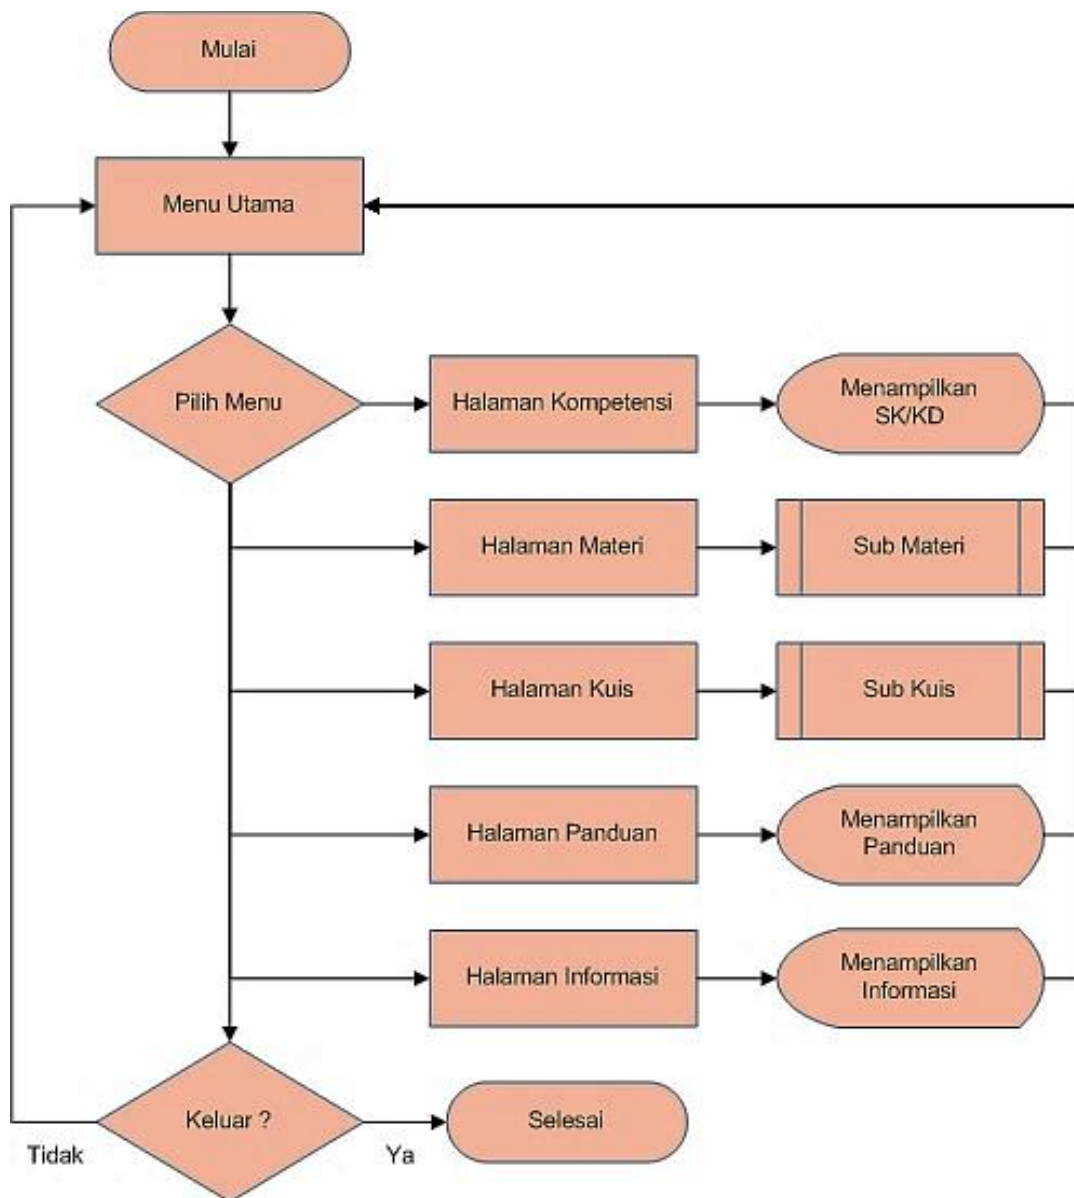 Mulai
Menu Utama
Pilih Menu
Halaman Kompetensi
Menampilkan
SK/KD
Halaman Materi
Sub Materi
Halaman Kuis
Sub Kuis
Halaman Panduan
Menampilkan
Panduan
Halaman Informasi
Menampilkan
Informasi
Keluar ?
Selesai
Tidak
Ya